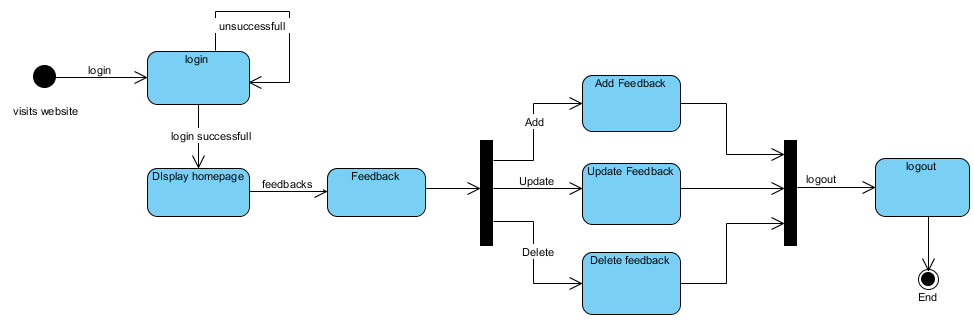 unsuccessfull
login
login
visits website
login successfull
DIsplay homepage
feedbacks
Feedback
Add
Update
Delete
Add Feedback
Update Feedback
Delete feedback
logout
logout
End